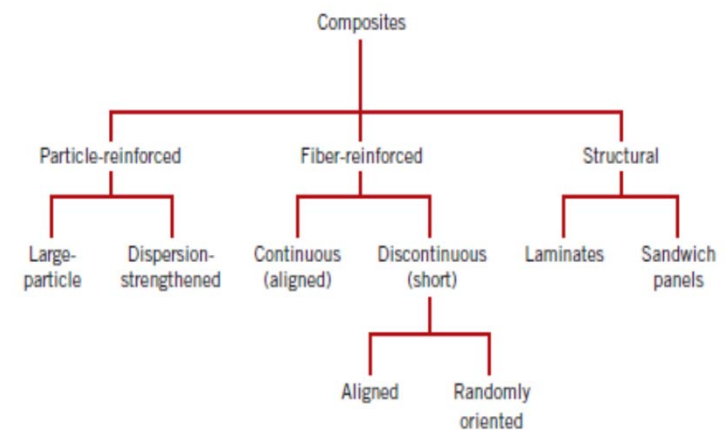 Composites
Particle-reinforced
Fiber-reinforced
Structural
Large-
particle
Dispersion-
strengthened
Continuous
(aligned)
Discontinuous
(short)
Laminates
Sandwich
panels
Aligned
Randomly
oriented